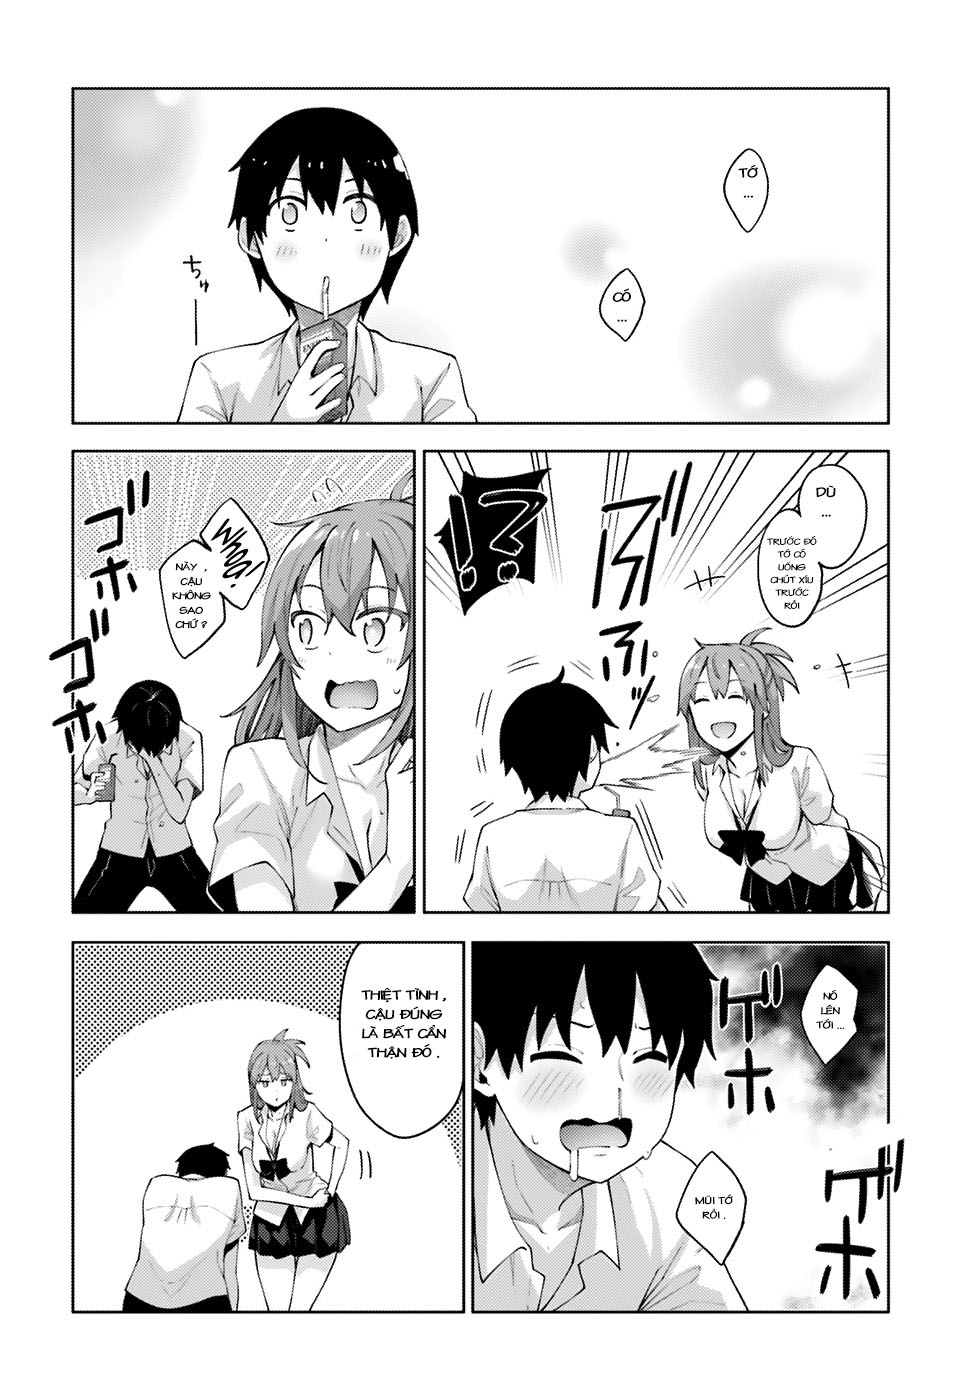 TỚ
...
CÓ
...
ちゅ
DÙ
...
TRƯỚC ĐÓ
TỚ CÓ
UỐNG
CHÚT XÍU
TRƯỚC
RỒI
!?
ブ
ふぅ
Whoa!
NÀY ,
CẬU
KHÔNG
SAO
CHỨ ?
ゴホ
ゴホ
NÓ
LÊN
TỚI ...
MŨI TỚ
RỒI .
ゲホ
ゲホ
THIỆT TÌNH ,
CẬU ĐÚNG
LÀ BẤT CẨN
THẬN ĐÓ .